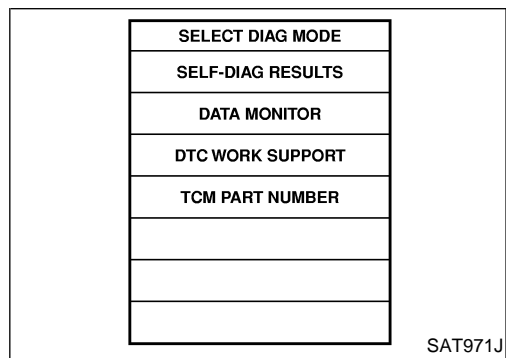 SELECT DIAG MODE
SELF-DIAG RESULTS
DATA MONITOR
DTC WORK SUPPORT
TCM PART NUMBER
SAT971J